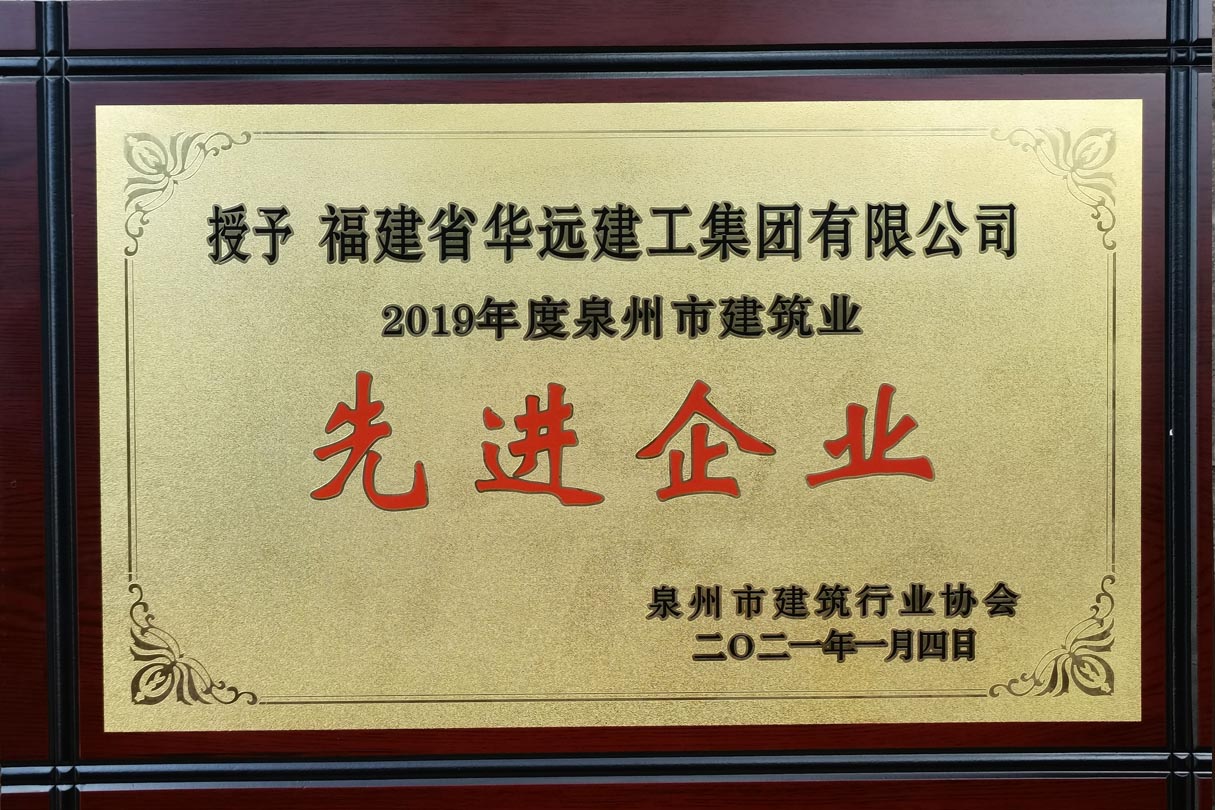 授予 福建省华远建工集团有限公司
2019年度泉州市建筑业
先进企业
泉州市建筑行业协会
二〇二一年一月四日